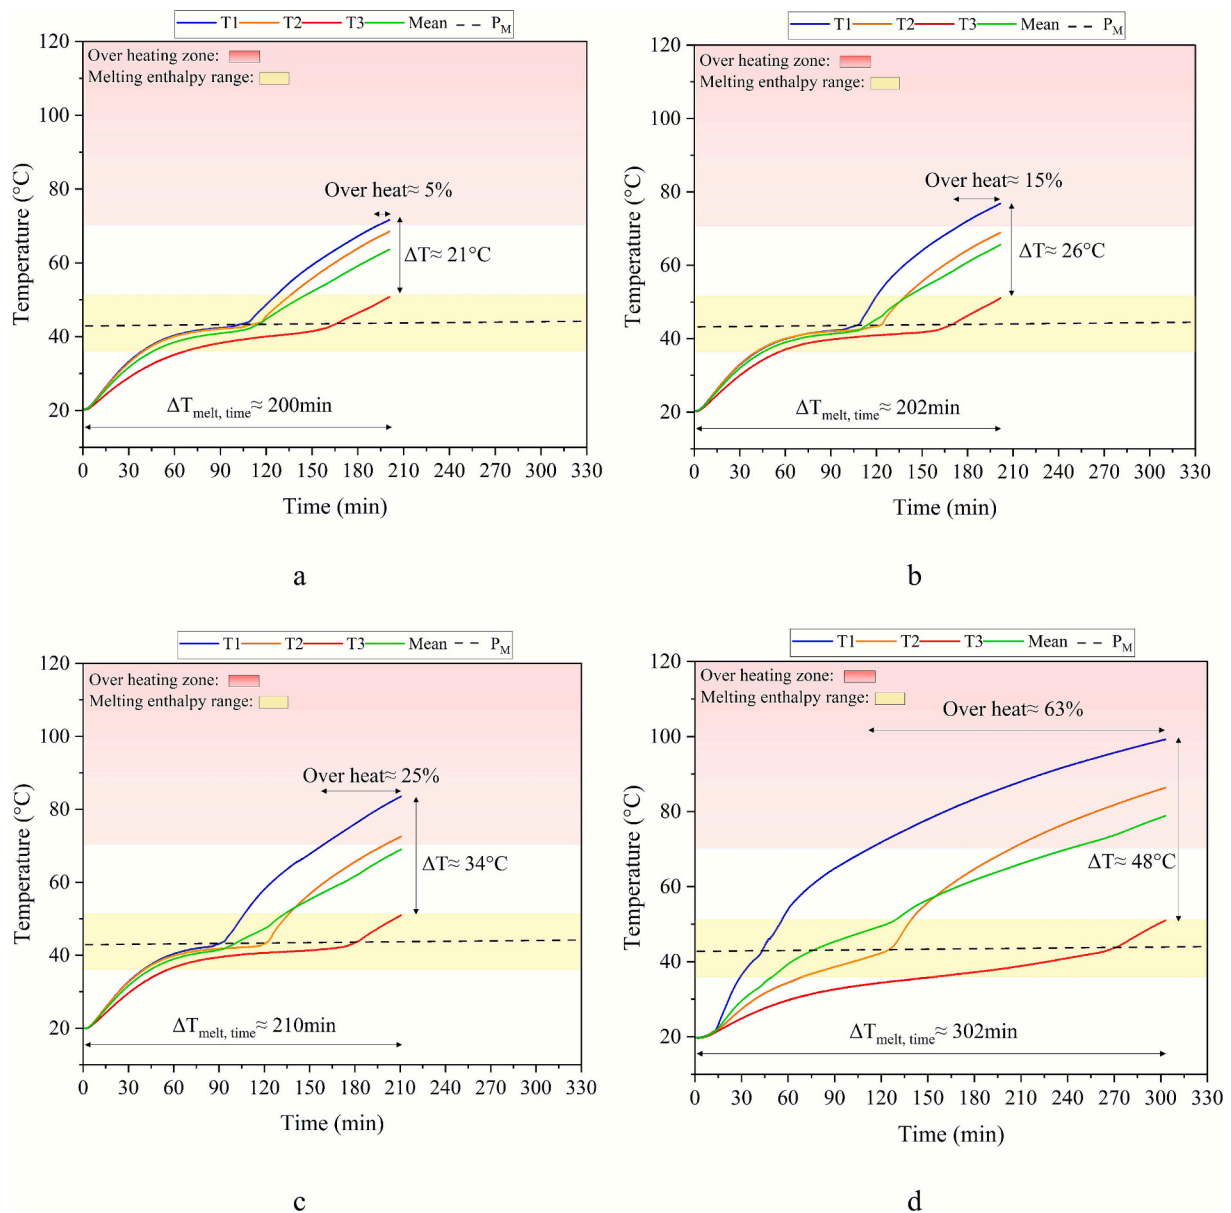 T1 T2 T3 Mean P_M
Over heating zone:
Melting enthalpy range:
Over heat≈ 5%
ΔT≈ 21°C
ΔT_melt, time≈ 200min
Temperature (°C)
120
100
80
60
40
20
0 30 60 90 120 150 180 210 240 270 300 330
Time (min)
a
T1 T2 T3 Mean P_M
Over heating zone:
Melting enthalpy range:
Over heat≈ 15%
ΔT≈ 26°C
ΔT_melt, time≈ 202min
Temperature (°C)
120
100
80
60
40
20
0 30 60 90 120 150 180 210 240 270 300 330
Time (min)
b
T1 T2 T3 Mean P_M
Over heating zone:
Melting enthalpy range:
Over heat≈ 25%
ΔT≈ 34°C
ΔT_melt, time≈ 210min
Temperature (°C)
120
100
80
60
40
20
0 30 60 90 120 150 180 210 240 270 300 330
Time (min)
c
T1 T2 T3 Mean P_M
Over heating zone:
Melting enthalpy range:
Over heat≈ 63%
ΔT≈ 48°C
ΔT_melt, time≈ 302min
Temperature (°C)
120
100
80
60
40
20
0 30 60 90 120 150 180 210 240 270 300 330
Time (min)
d